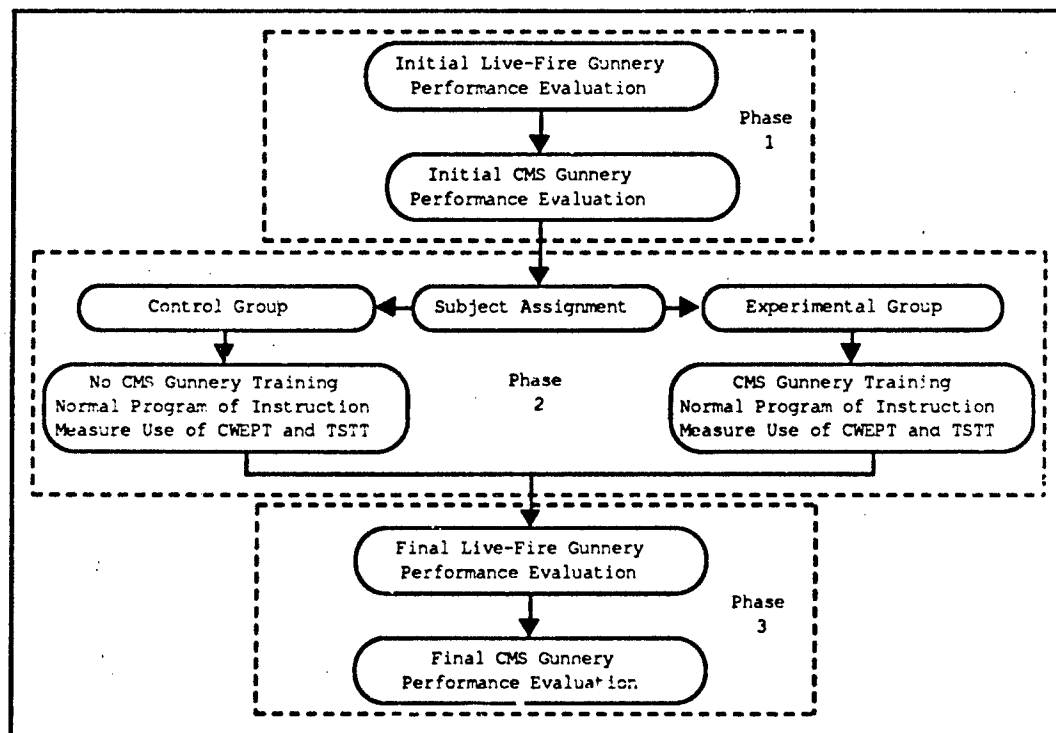 Initial Live-Fire Gunnery
Performance Evaluation
Phase
1
Initial CMS Gunnery
Performance Evaluation
Control Group
Subject Assignment
Experimental Group
No CMS Gunnery Training
Normal Program of Instruction
Measure Use of CWEPT and TSTT
Phase
2
CMS Gunnery Training
Normal Program of Instruction
Measure Use of CWEPT and TSTT
Final Live-Fire Gunnery
Performance Evaluation
Phase
3
Final CMS Gunnery
Performance Evaluation